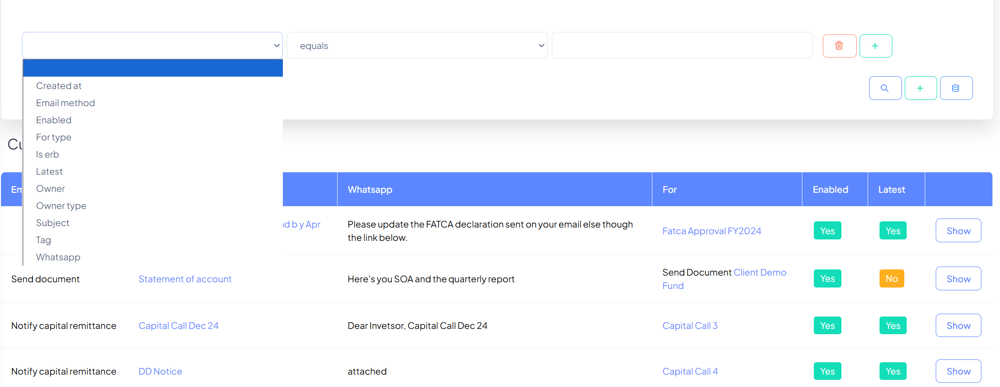 equals
Created at
Email method
Enabled
For type
Is erb
Latest
Owner
Owner type
Subject
Tag
Whatsapp
Whatsapp For Enabled Latest
b y Apr Please update the FATCA declaration sent on your email else though
the link below.
Fatca Approval FY2024 Yes Yes Show
Send document Statement of account Here's you SOA and the quarterly report Send Document Client Demo
Fund
Yes No Show
Notify capital remittance Capital Call Dec 24 Dear Invetsor, Capital Call Dec 24 Capital Call 3 Yes Yes Show
Notify capital remittance DD Notice attached Capital Call 4 Yes Yes Show